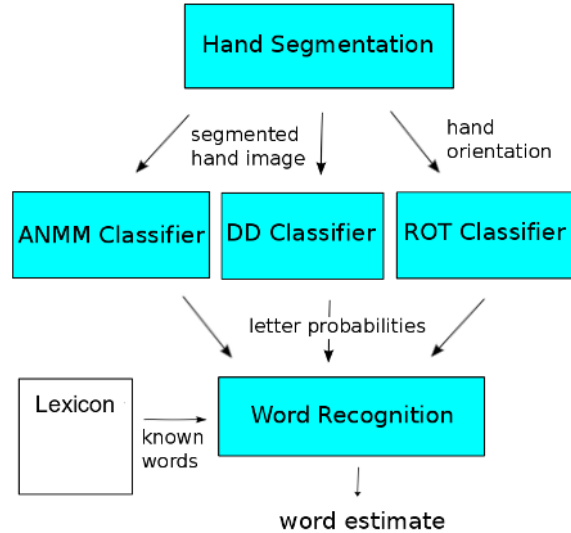 Hand Segmentation
segmented
hand image
hand
orientation
ANMM Classifier
DD Classifier
ROT Classifier
letter probabilities
Lexicon
known
words
Word Recognition
word estimate